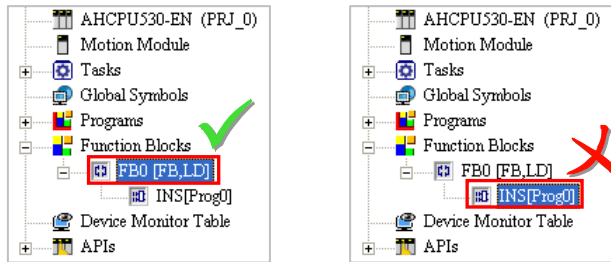 AHCPU530-EN (PRJ_0)
Motion Module
Tasks
Global Symbols
Programs
Function Blocks
FB0 [FB,LD]
INS[Prog0]
Device Monitor Table
APIs
AHCPU530-EN (PRJ_0)
Motion Module
Tasks
Global Symbols
Programs
Function Blocks
FB0 [FB,LD]
INS[Prog0]
Device Monitor Table
APIs